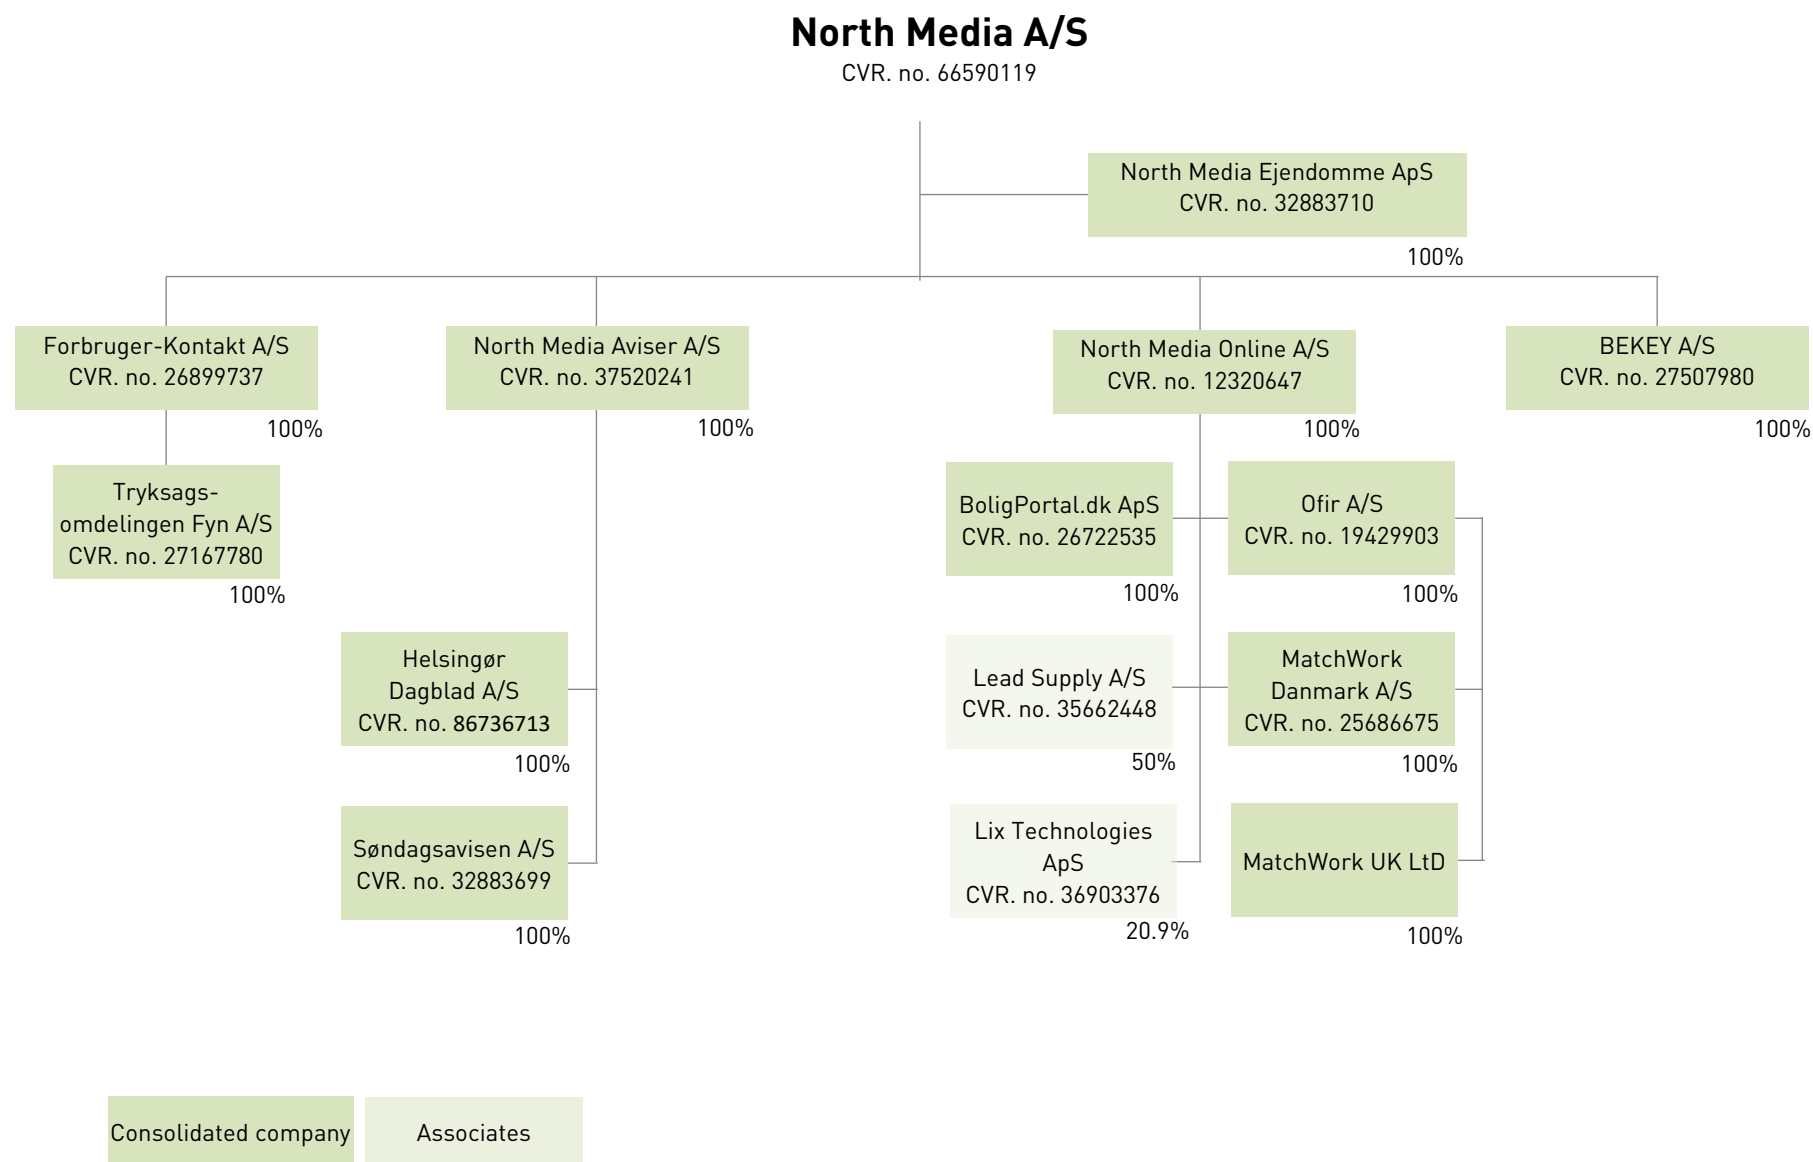 North Media A/S
CVR. no. 66590119
North Media Ejendomme ApS
CVR. no. 32883710
100%
Forbruger-Kontakt A/S
CVR. no. 26899737
100%
North Media Aviser A/S
CVR. no. 37520241
100%
North Media Online A/S
CVR. no. 12320647
100%
BEKEY A/S
CVR. no. 27507980
100%
Tryksags-
omdelingen Fyn A/S
CVR. no. 27167780
100%
BoligPortal.dk ApS
CVR. no. 26722535
100%
Ofir A/S
CVR. no. 19429903
100%
Helsingør
Dagblad A/S
CVR. no. 86736713
100%
Lead Supply A/S
CVR. no. 35662448
50%
MatchWork
Danmark A/S
CVR. no. 25686675
100%
Søndagsavisen A/S
CVR. no. 32883699
100%
Lix Technologies
ApS
CVR. no. 36903376
20.9%
MatchWork UK LtD
100%
Consolidated company
Associates